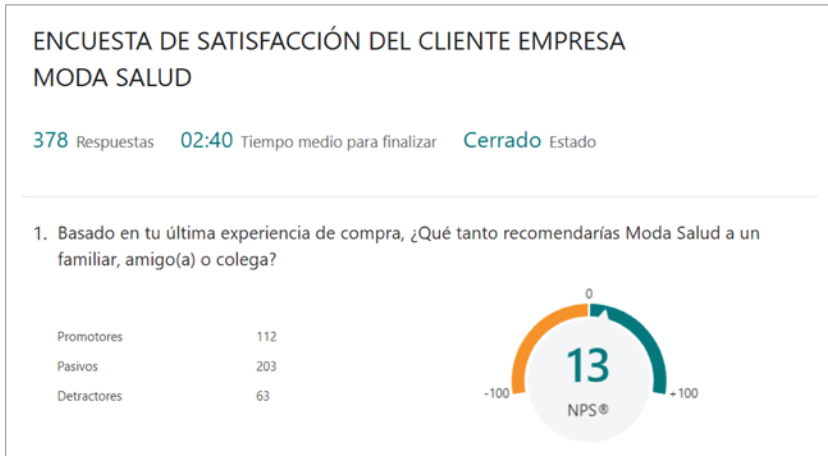 ENCUESTA DE SATISFACCIÓN DEL CLIENTE EMPRESA
MODA SALUD
378 Respuestas 02:40 Tiempo medio para finalizar Cerrado Estado
1. Basado en tu última experiencia de compra, ¿Qué tanto recomendarías Moda Salud a un
familiar, amigo(a) o colega?
Promotores 112
Pasivos 203
Detractores 63
0
13
-100 +100
NPS®